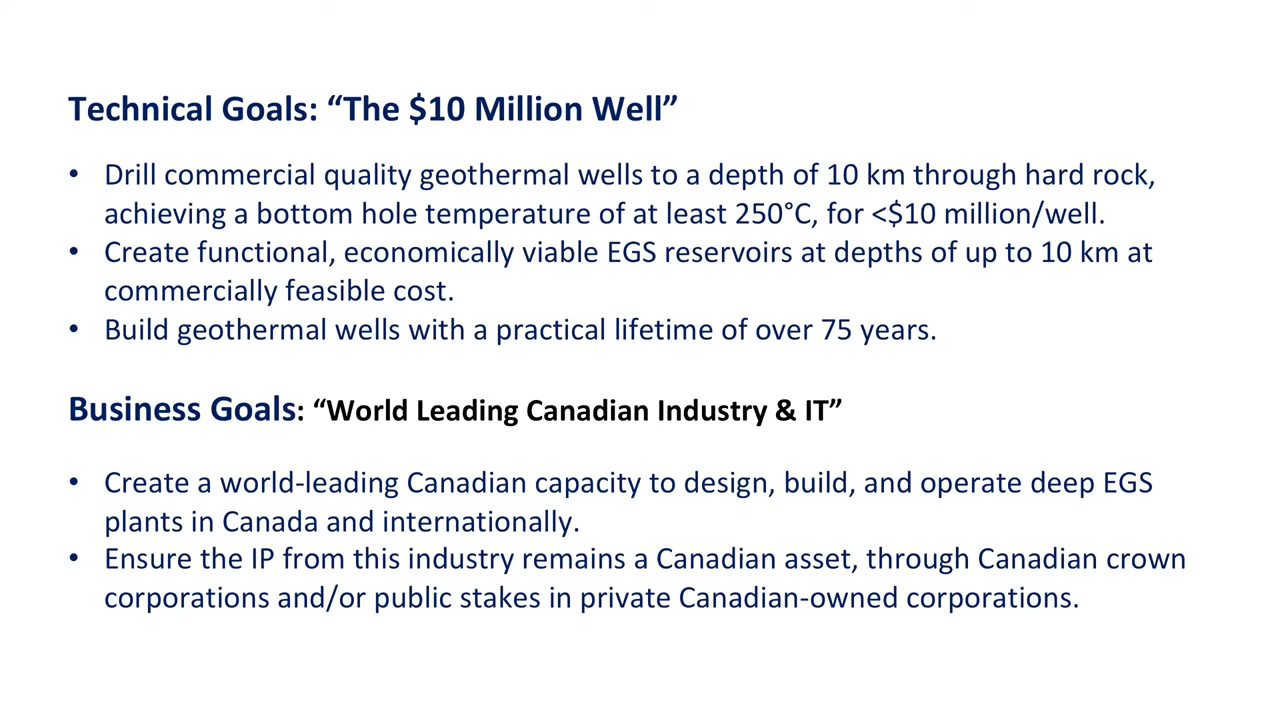 Technical Goals: “The $10 Million Well”
• Drill commercial quality geothermal wells to a depth of 10 km through hard rock,
achieving a bottom hole temperature of at least 250°C, for <$10 million/well.
• Create functional, economically viable EGS reservoirs at depths of up to 10 km at
commercially feasible cost.
• Build geothermal wells with a practical lifetime of over 75 years.
Business Goals: “World Leading Canadian Industry & IT”
• Create a world-leading Canadian capacity to design, build, and operate deep EGS
plants in Canada and internationally.
• Ensure the IP from this industry remains a Canadian asset, through Canadian crown
corporations and/or public stakes in private Canadian-owned corporations.